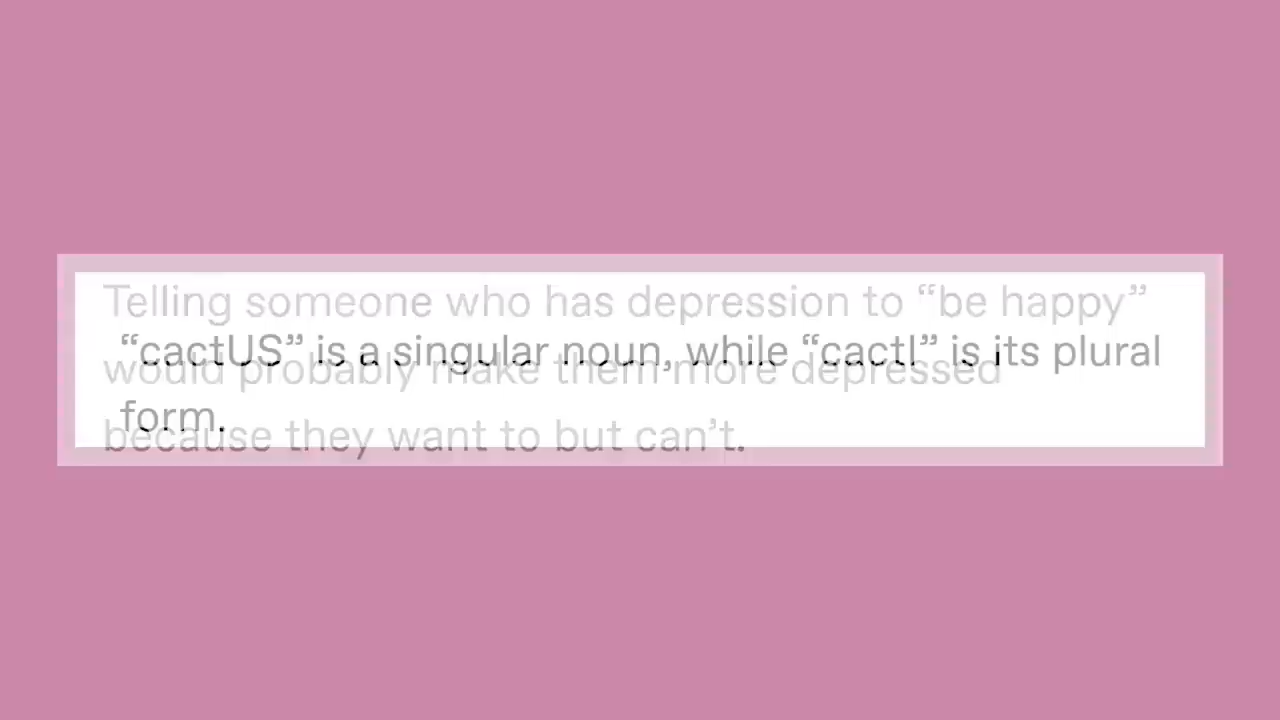 Telling someone who has depression to “be happy”
would probably make them more depressed
because they want to but can’t.
“cactUS” is a singular noun, while “cactI” is its plural
form.